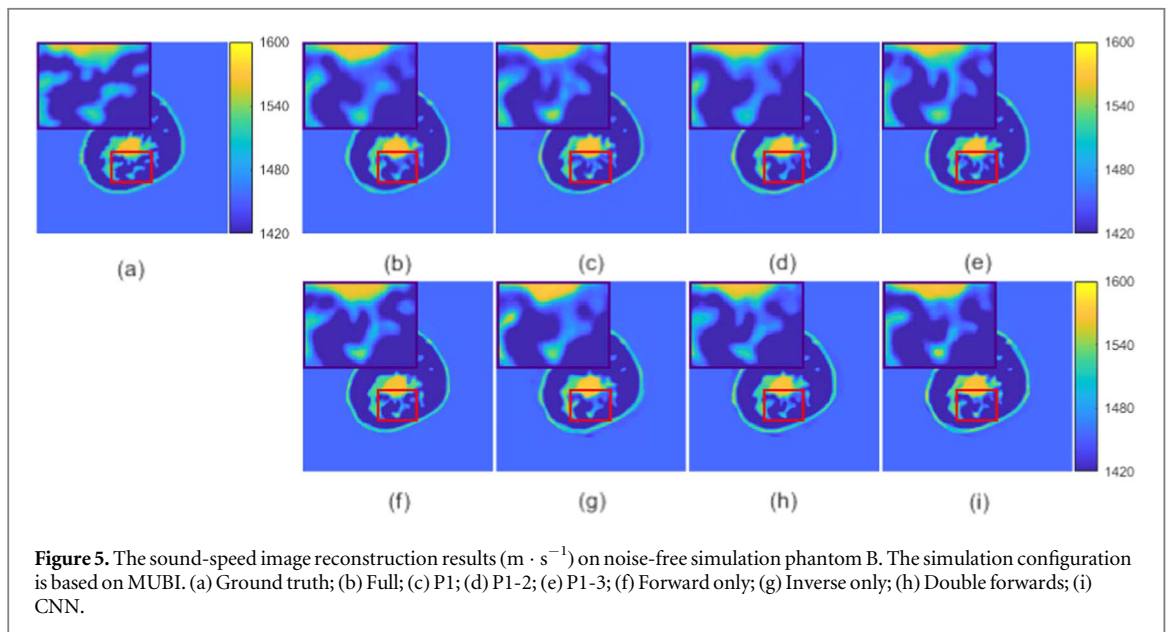 1600
1540
1480
1420
1600
1540
1480
1420
(a)
(b)
(c)
(d)
(e)
1600
1540
1480
1420
(f)
(g)
(h)
(i)
Figure 5. The sound-speed image reconstruction results (m · s⁻¹) on noise-free simulation phantom B. The simulation configuration
is based on MUBI. (a) Ground truth; (b) Full; (c) P1; (d) P1-2; (e) P1-3; (f) Forward only; (g) Inverse only; (h) Double forwards; (i)
CNN.